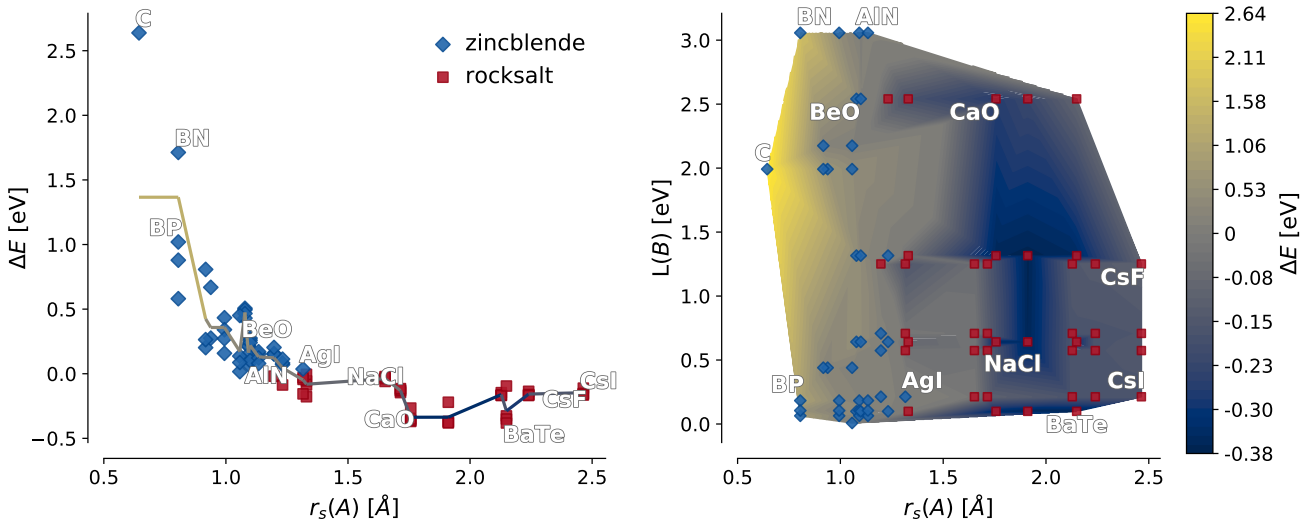 C
2.5
2.0
1.5
1.0
0.5
0.0
−0.5
ΔE [eV]
zincblende
rocksalt
BN
BP
BeO
AlN
AgI
NaCl
CaO
BaTe
CsF
CsI
0.5
1.0
1.5
2.0
2.5
r_s(A) [Å]
3.0
2.5
2.0
1.5
1.0
0.5
0.0
L(B) [eV]
BN
AlN
BeO
CaO
C
CsF
NaCl
BP
AgI
CsI
BaTe
0.5
1.0
1.5
2.0
2.5
r_s(A) [Å]
2.64
2.11
1.58
1.06
0.53
0
-0.08
-0.15
-0.23
-0.30
-0.38
ΔE [eV]